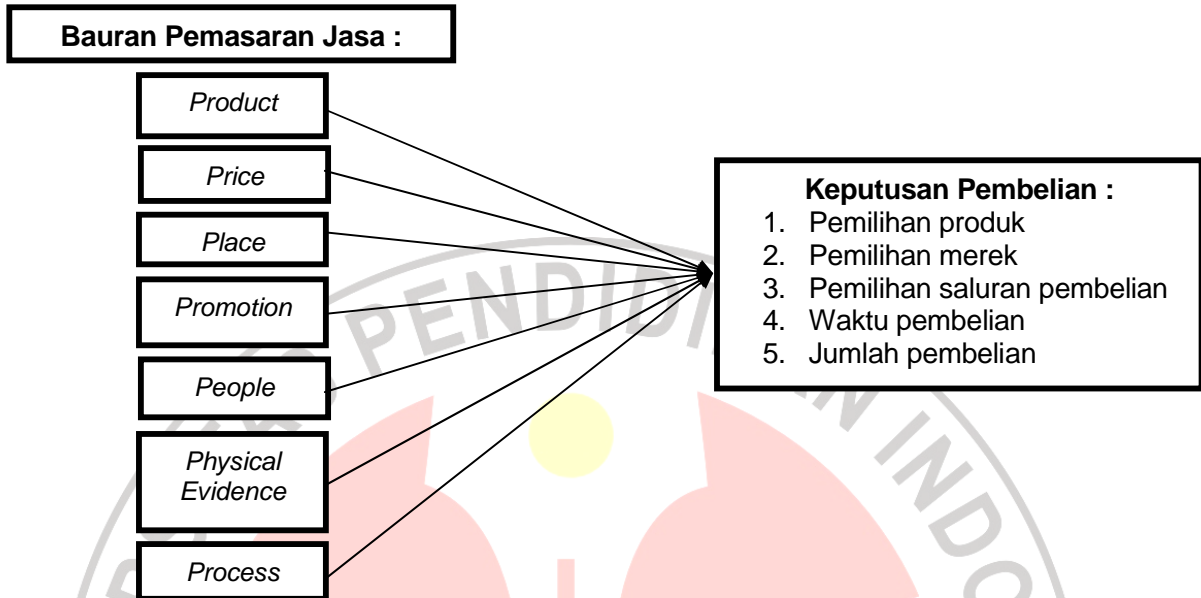 Bauran Pemasaran Jasa :
Product
Price
Place
Promotion
People
Physical
Evidence
Process
Keputusan Pembelian :
1. Pemilihan produk
2. Pemilihan merek
3. Pemilihan saluran pembelian
4. Waktu pembelian
5. Jumlah pembelian